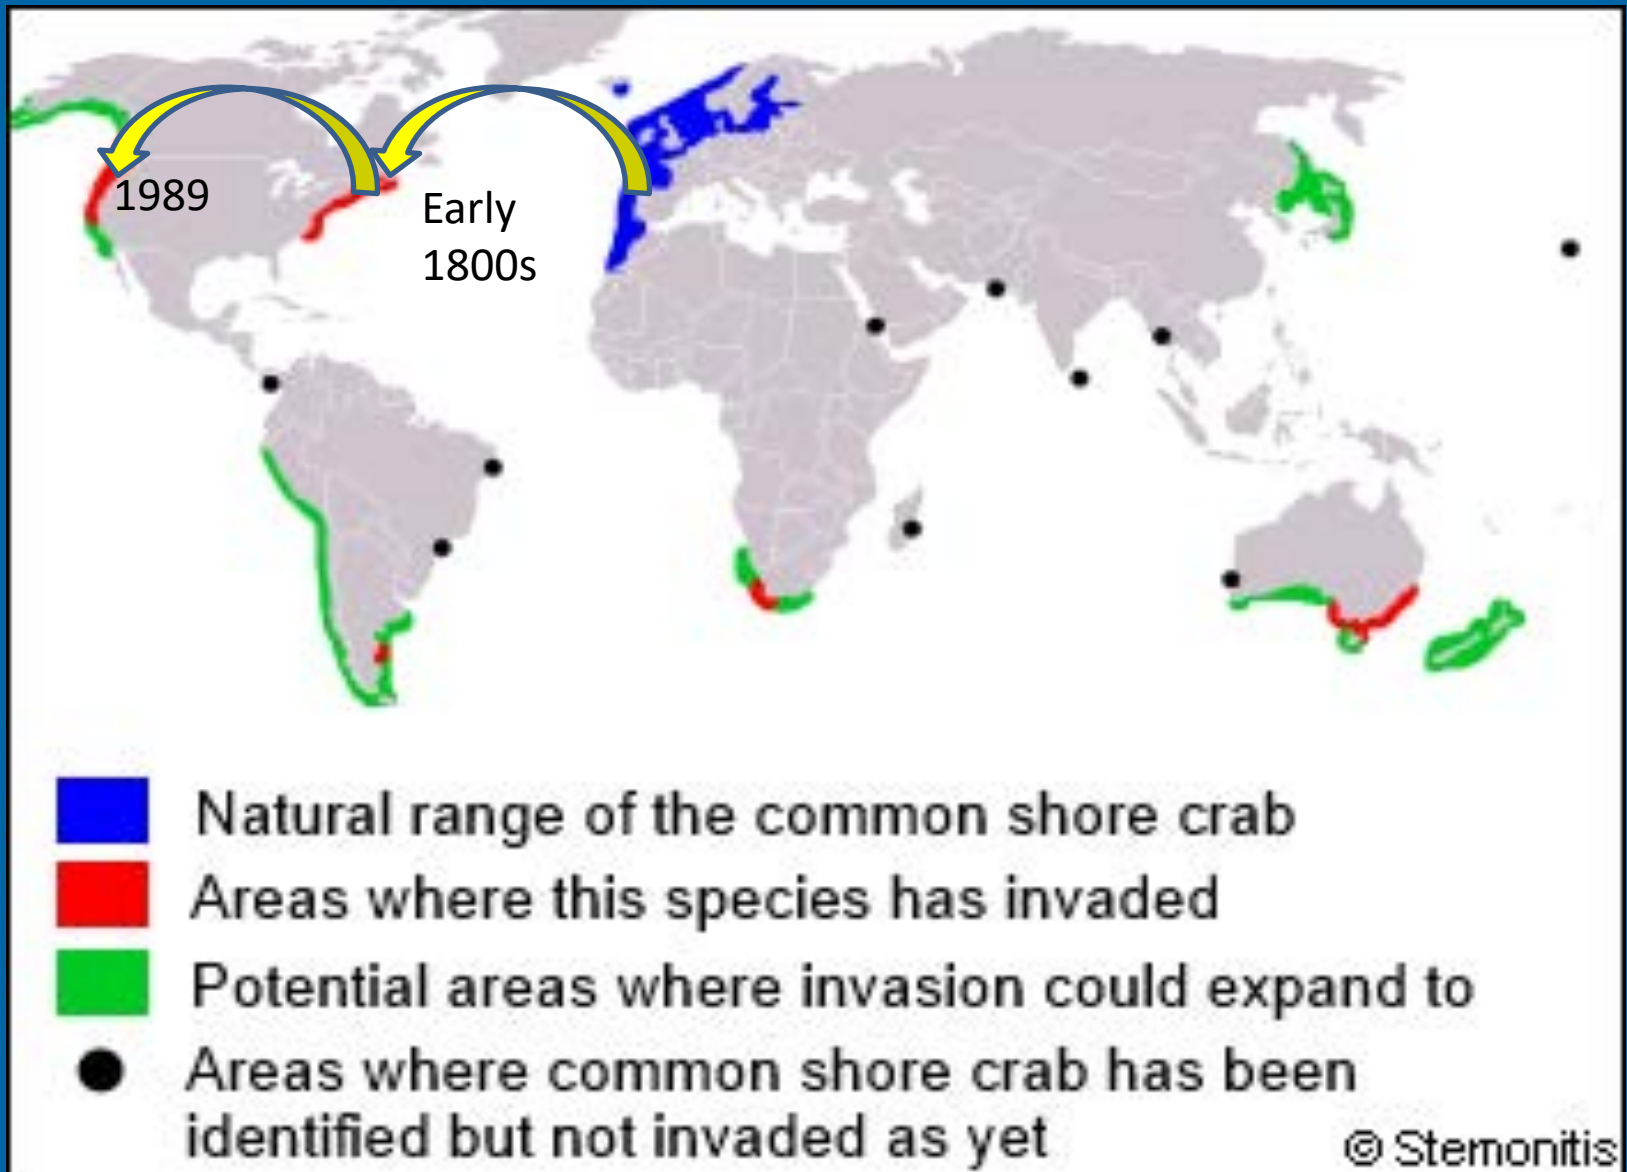 1989
Early
1800s
Natural range of the common shore crab
Areas where this species has invaded
Potential areas where invasion could expand to
Areas where common shore crab has been
identified but not invaded as yet
© Stemonitis